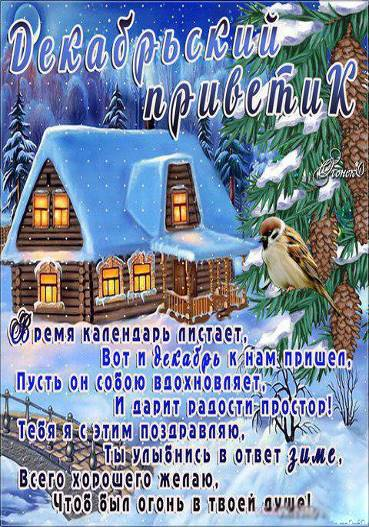 Декабрьский
приветик
Огонек
Время календарь листает,
Вот и декабрь к нам пришел,
Пусть он собою вдохновляет,
И дарит радости простор!
Тебя я с этим поздравляю,
Ты улыбнись в ответ зиме,
Всего хорошего желаю,
Чтоб был огонь в твоей душе!